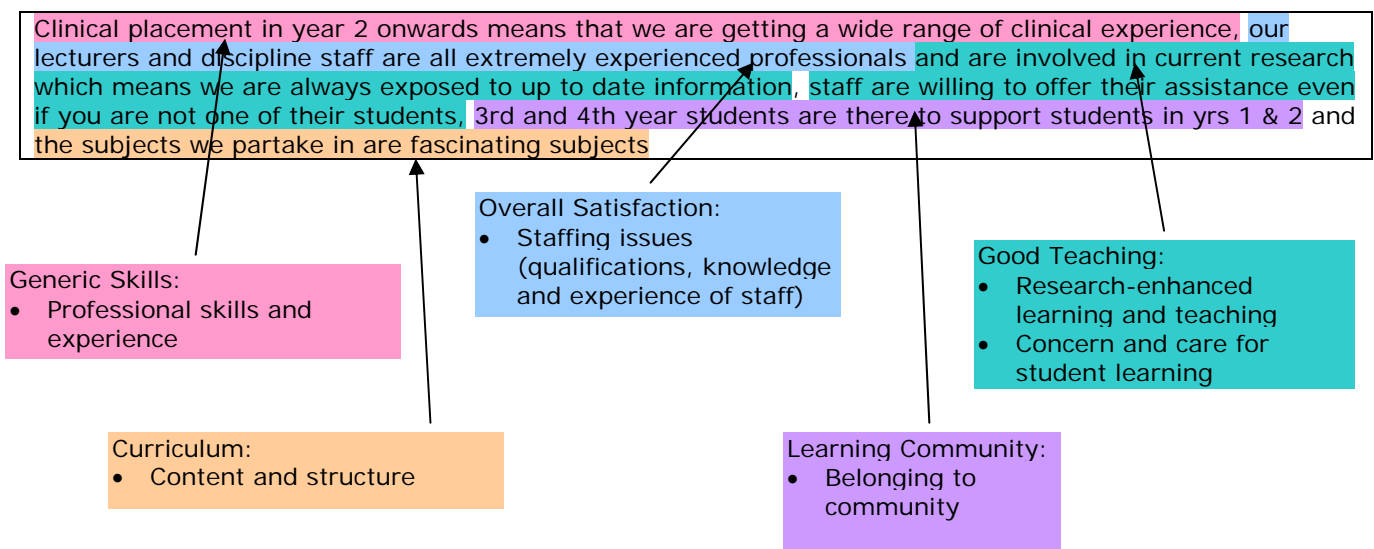 Clinical placement in year 2 onwards means that we are getting a wide range of clinical experience, our
lecturers and discipline staff are all extremely experienced professionals and are involved in current research
which means we are always exposed to up to date information, staff are willing to offer their assistance even
if you are not one of their students, 3rd and 4th year students are there to support students in yrs 1 & 2 and
the subjects we partake in are fascinating subjects
Overall Satisfaction:
• Staffing issues
(qualifications, knowledge
and experience of staff)
Good Teaching:
• Research-enhanced
learning and teaching
• Concern and care for
student learning
Generic Skills:
• Professional skills and
experience
Curriculum:
• Content and structure
Learning Community:
• Belonging to
community